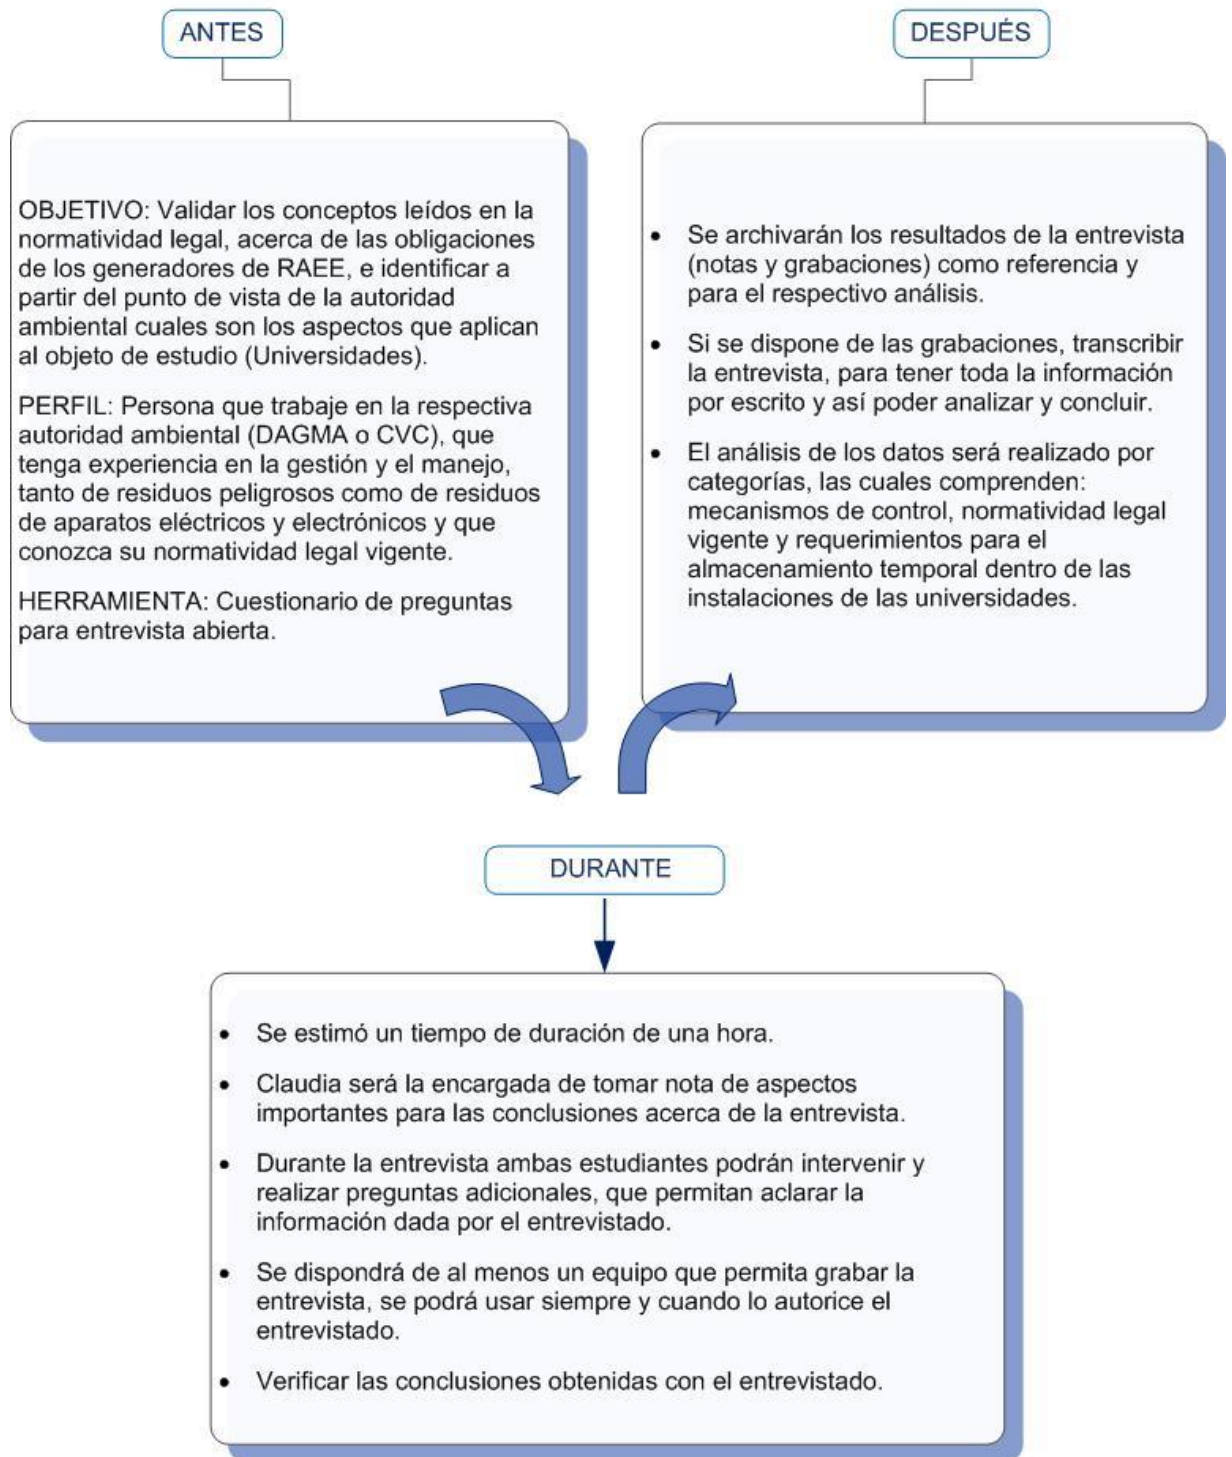 ANTES
OBJETIVO: Validar los conceptos leídos en la
normatividad legal, acerca de las obligaciones
de los generadores de RAEE, e identificar a
partir del punto de vista de la autoridad
ambiental cuales son los aspectos que aplican
al objeto de estudio (Universidades).
PERFIL: Persona que trabaje en la respectiva
autoridad ambiental (DAGMA o CVC), que
tenga experiencia en la gestión y el manejo,
tanto de residuos peligrosos como de residuos
de aparatos eléctricos y electrónicos y que
conozca su normatividad legal vigente.
HERRAMIENTA: Cuestionario de preguntas
para entrevista abierta.
DESPUÉS
• Se archivarán los resultados de la entrevista
(notas y grabaciones) como referencia y
para el respectivo análisis.
• Si se dispone de las grabaciones, transcribir
la entrevista, para tener toda la información
por escrito y así poder analizar y concluir.
• El análisis de los datos será realizado por
categorías, las cuales comprenden:
mecanismos de control, normatividad legal
vigente y requerimientos para el
almacenamiento temporal dentro de las
instalaciones de las universidades.
DURANTE
• Se estimó un tiempo de duración de una hora.
• Claudia será la encargada de tomar nota de aspectos
importantes para las conclusiones acerca de la entrevista.
• Durante la entrevista ambas estudiantes podrán intervenir y
realizar preguntas adicionales, que permitan aclarar la
información dada por el entrevistado.
• Se dispondrá de al menos un equipo que permita grabar la
entrevista, se podrá usar siempre y cuando lo autorice el
entrevistado.
• Verificar las conclusiones obtenidas con el entrevistado.